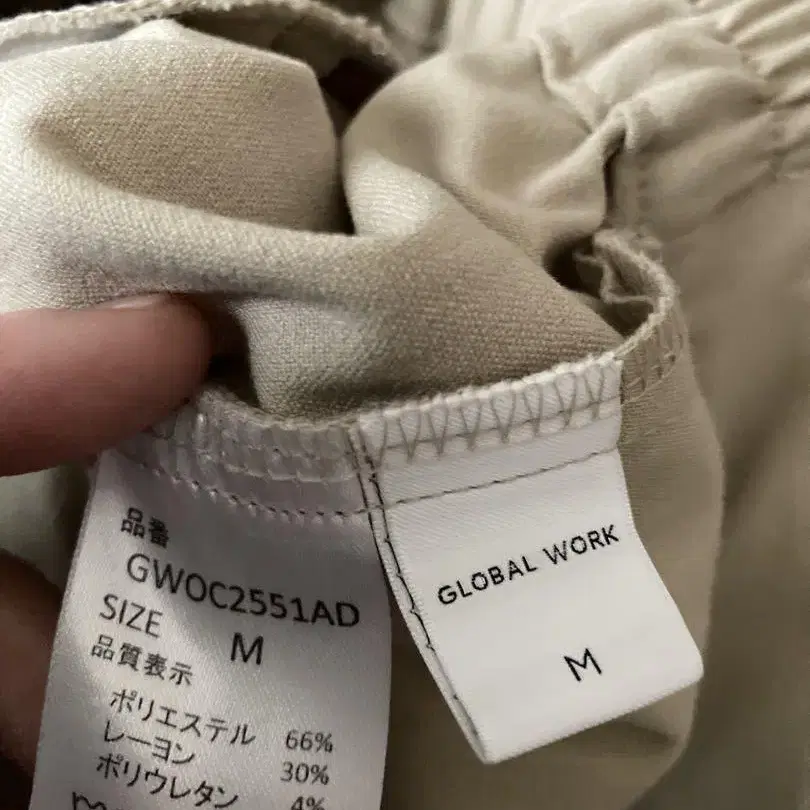 品番
GWOC2551AD
SIZE M
品質表示
ポリエステル 66%
レーヨン 30%
ポリウレタン 4%
GLOBAL WORK
M